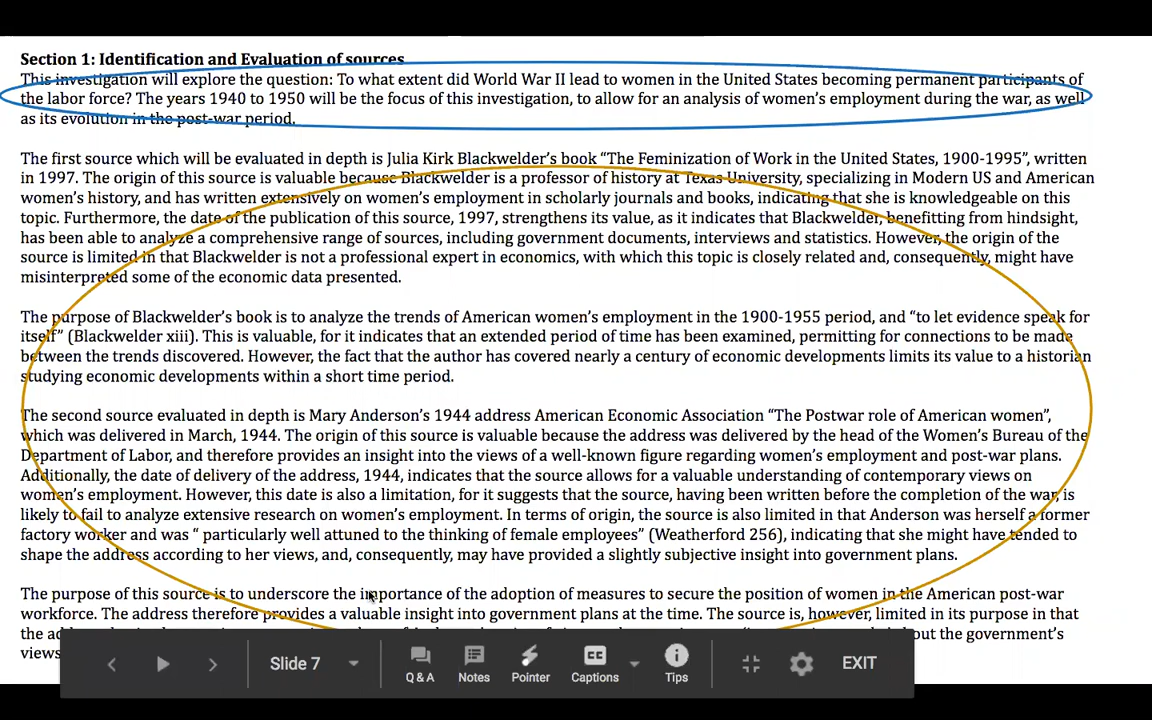 Section 1: Identification and Evaluation of sources
This investigation will explore the question: To what extent did World War II lead to women in the United States becoming permanent participants of
the labor force? The years 1940 to 1950 will be the focus of this investigation, to allow for an analysis of women's employment during the war, as well
as its evolution in the post-war period.
The first source which will be evaluated in depth is Julia Kirk Blackwelder's book "The Feminization of Work in the United States, 1900-1995", written
in 1997. The origin of this source is valuable because Blackwelder is a professor of history at Texas University, specializing in Modern US and American
women's history, and has written extensively on women's employment in scholarly journals and books, indicating that she is knowledgeable on this
topic. Furthermore, the date of the publication of this source, 1997, strengthens its value, as it indicates that Blackwelder, benefitting from hindsight,
has been able to analyze a comprehensive range of sources, including government documents, interviews and statistics. However, the origin of the
source is limited in that Blackwelder is not a professional expert in economics, with which this topic is closely related and, consequently, might have
misinterpreted some of the economic data presented.
The purpose of Blackwelder's book is to analyze the trends of American women's employment in the 1900-1955 period, and "to let evidence speak for
itself" (Blackwelder xiii). This is valuable, for it indicates that an extended period of time has been examined, permitting for connections to be made
between the trends discovered. However, the fact that the author has covered nearly a century of economic developments limits its value to a historian
studying economic developments within a short time period.
The second source evaluated in depth is Mary Anderson's 1944 address American Economic Association "The Postwar role of American women",
which was delivered in March, 1944. The origin of this source is valuable because the address was delivered by the head of the Women's Bureau of the
Department of Labor, and therefore provides an insight into the views of a well-known figure regarding women's employment and post-war plans.
Additionally, the date of delivery of the address, 1944, indicates that the source allows for a valuable understanding of contemporary views on
women's employment. However, this date is also a limitation, for it suggests that the source, having been written before the completion of the war, is
likely to fail to analyze extensive research on women's employment. In terms of origin, the source is also limited in that Anderson was herself a former
factory worker and was " particularly well attuned to the thinking of female employees" (Weatherford 256), indicating that she might have tended to
shape the address according to her views, and, consequently, may have provided a slightly subjective insight into government plans.
The purpose of this source is to underscore the importance of the adoption of measures to secure the position of women in the American post-war
workforce. The address therefore provides a valuable insight into government plans at the time. The source is, however, limited in its purpose in that
the out the government's
views
Slide 7
Q & A Notes Pointer Captions Tips EXIT